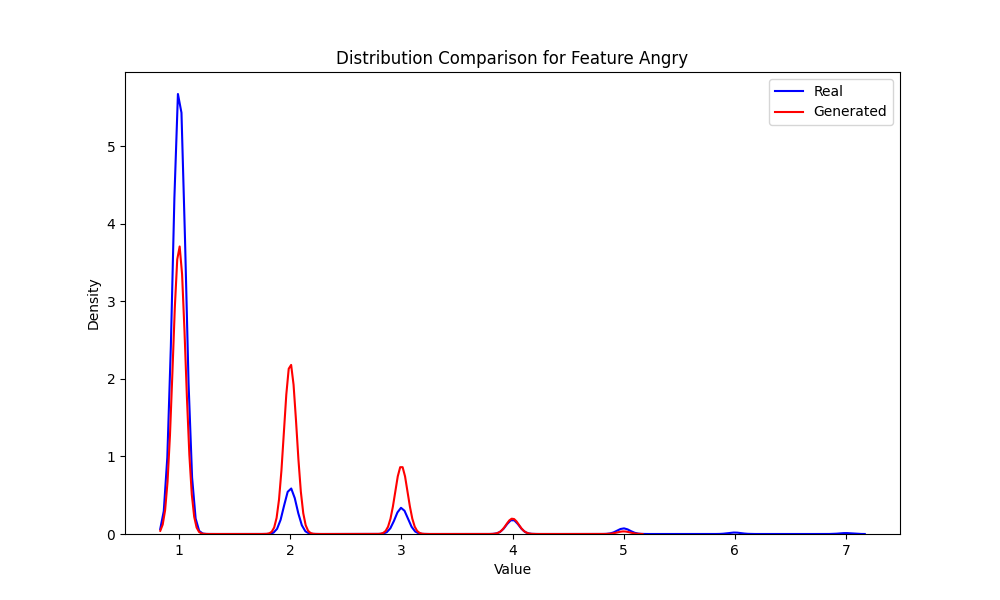 Distribution Comparison for Feature Angry
Real
Generated
Density
5
4
3
2
1
0
1 2 3 4 5 6 7
Value